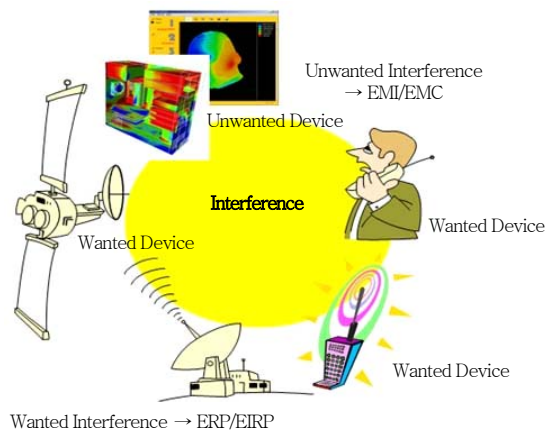 Unwanted Interference
→ EMI/EMC
Unwanted Device
Interference
Wanted Device
Wanted Device
Wanted Device
Wanted Interference → ERP/EIRP